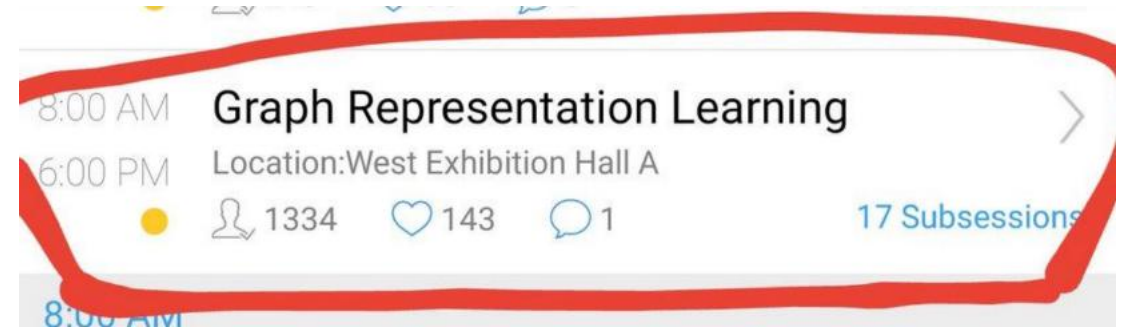 8:00 AM
Graph Representation Learning
6:00 PM
Location:West Exhibition Hall A
1334
143
1
17 Subsessions
8:00 AM